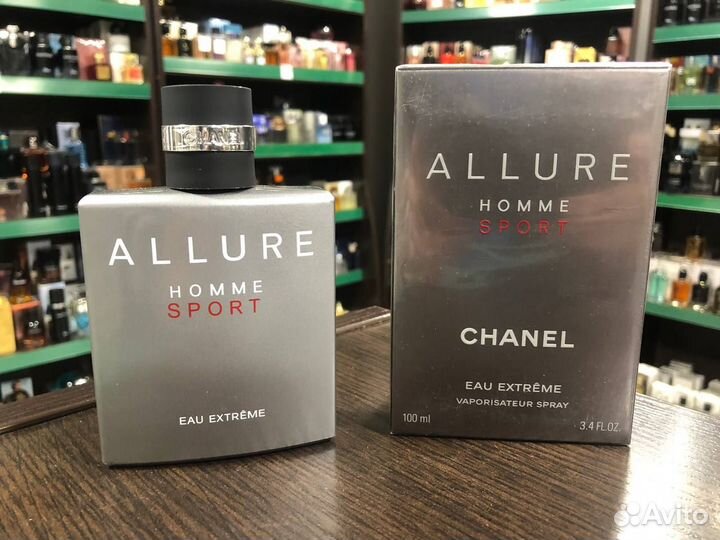 CHANEL
ALLURE
HOMME
SPORT
EAU EXTRÊME
ALLURE
HOMME
SPORT
CHANEL
EAU EXTRÊME
VAPORISATEUR SPRAY
100 ml
3.4 FL.OZ.
Avito